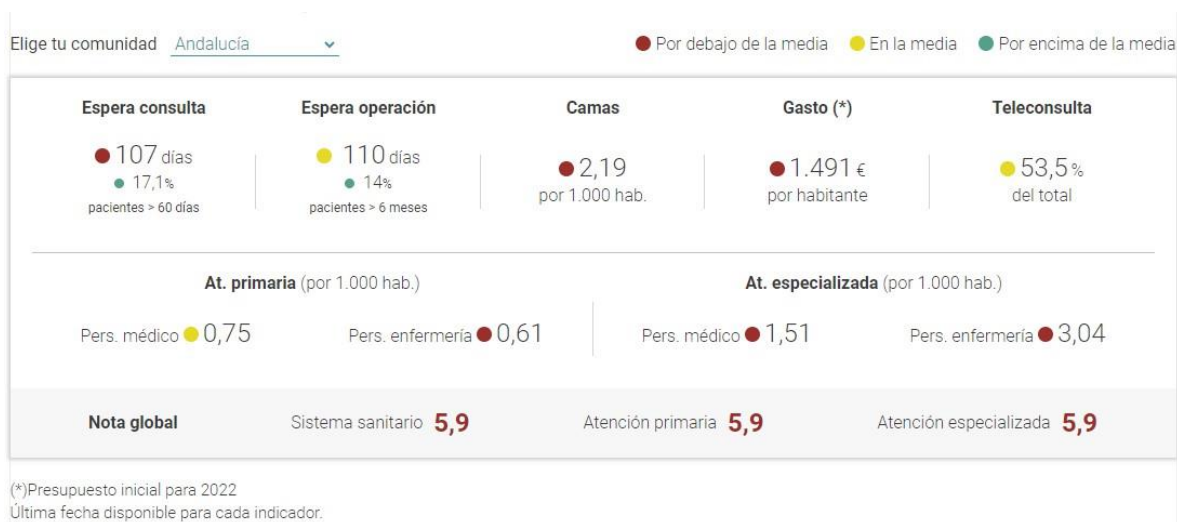 Elige tu comunidad Andalucía
Por debajo de la media En la media Por encima de la media
Espera consulta Espera operación Camas Gasto (*) Teleconsulta
107 días 110 días 2,19 1.491 € 53,5 %
17,1% 14% por 1.000 hab. por habitante del total
pacientes > 60 días pacientes > 6 meses
At. primaria (por 1.000 hab.) At. especializada (por 1.000 hab.)
Pers. médico 0,75 Pers. enfermería 0,61 Pers. médico 1,51 Pers. enfermería 3,04
Nota global Sistema sanitario 5,9 Atención primaria 5,9 Atención especializada 5,9
(*)Presupuesto inicial para 2022
Última fecha disponible para cada indicador.